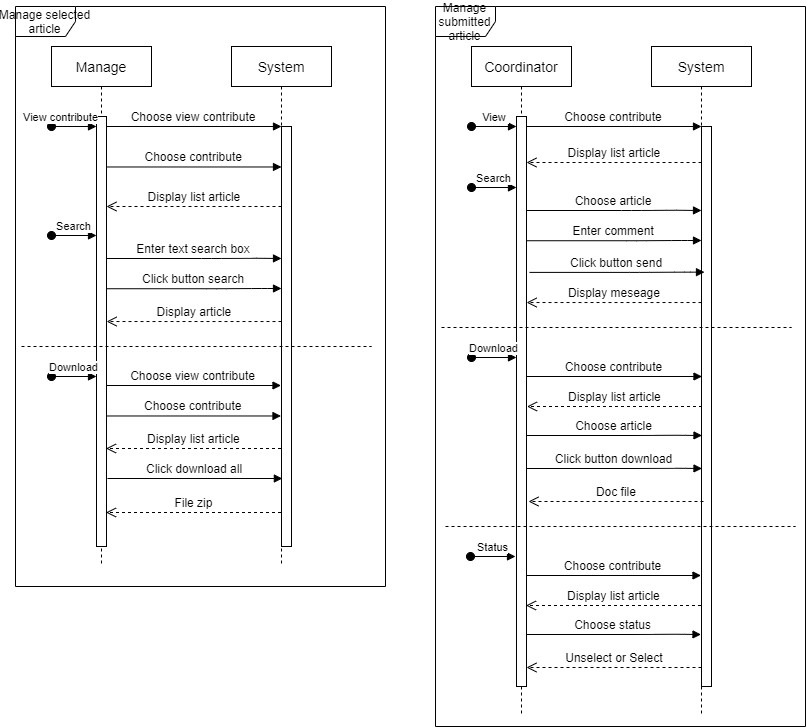 Manage selected
article
Manage
System
View contribute
Choose view contribute
Choose contribute
Display list article
Search
Enter text search box
Click button search
Display article
Download
Choose view contribute
Choose contribute
Display list article
Click download all
File zip
Manage
submitted
article
Coordinator
System
View
Choose contribute
Display list article
Search
Choose article
Enter comment
Click button send
Display meseage
Download
Choose contribute
Display list article
Choose article
Click button download
Doc file
Status
Choose contribute
Display list article
Choose status
Unselect or Select